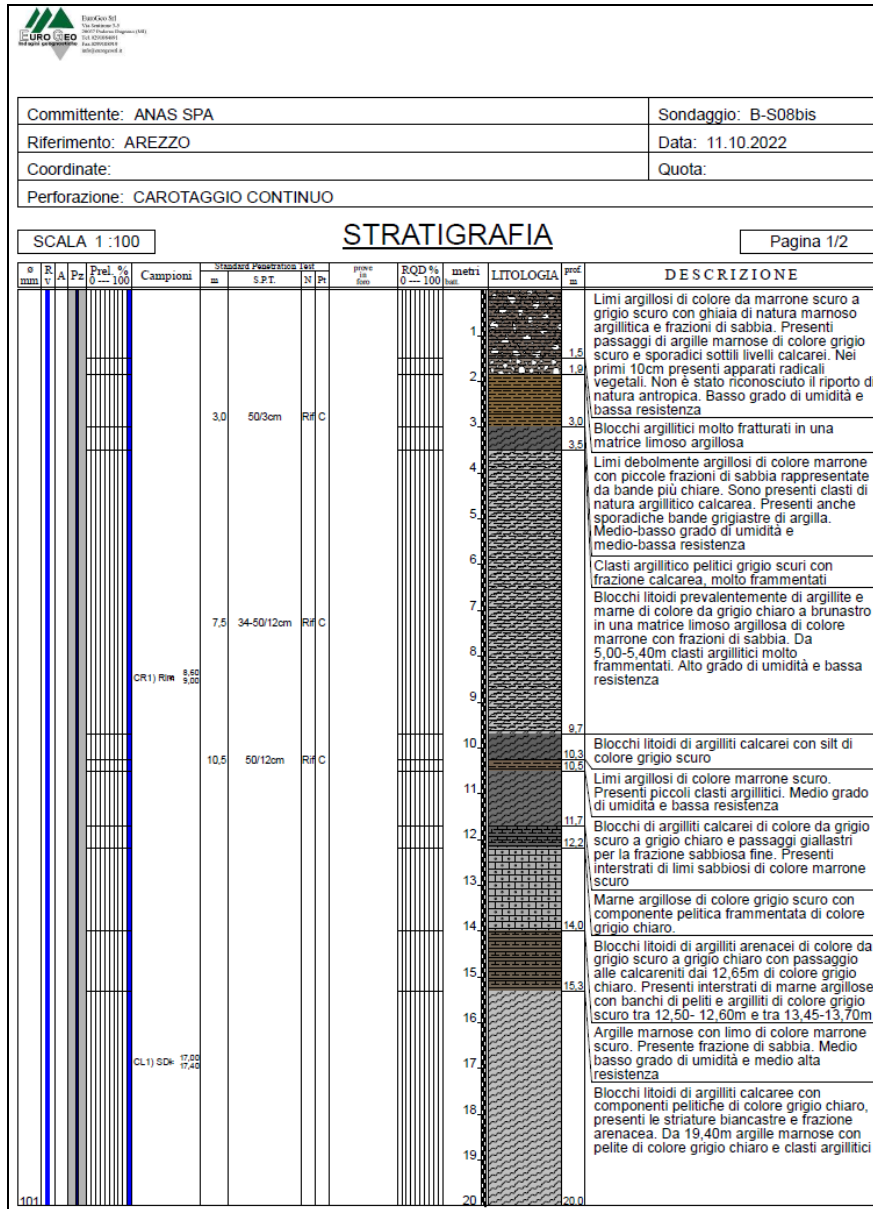 EuroGeo Srl
EURO GEO
Indagini geognostiche
Committente: ANAS SPA
Sondaggio: B-S08bis
Riferimento: AREZZO
Data: 11.10.2022
Coordinate:
Quota:
Perforazione: CAROTAGGIO CONTINUO
SCALA 1 :100
STRATIGRAFIA
Pagina 1/2
ø mm
R v
A
Pz
Prel. % 0 --- 100
Campioni
Standard Penetration Test
m
S.P.T.
N
Pt
prove in foro
RQD % 0 --- 100
metri batt.
LITOLOGIA
prof. m
DESCRIZIONE
Limi argillosi di colore da marrone scuro a
grigio scuro con ghiaia di natura marnoso
argillitica e frazioni di sabbia. Presenti
passaggi di argille marnose di colore grigio
scuro e sporadici sottili livelli calcarei. Nei
primi 10cm presenti apparati radicali
vegetali. Non è stato riconosciuto il riporto di
natura antropica. Basso grado di umidità e
bassa resistenza
Blocchi argillitici molto fratturati in una
matrice limoso argillosa
Limi debolmente argillosi di colore marrone
con piccole frazioni di sabbia rappresentate
da bande più chiare. Sono presenti clasti di
natura argillitico calcarea. Presenti anche
sporadiche bande grigiastre di argilla.
Medio-basso grado di umidità e
medio-bassa resistenza
Clasti argillitico pelitici grigio scuri con
frazione calcarea, molto frammentati
Blocchi litoidi prevalentemente di argillite e
marne di colore da grigio chiaro a brunastro
in una matrice limoso argillosa di colore
marrone con frazioni di sabbia. Da
5,00-5,40m clasti argillitici molto
frammentati. Alto grado di umidità e bassa
resistenza
Blocchi litoidi di argilliti calcarei con silt di
colore grigio scuro
Limi argillosi di colore marrone scuro.
Presenti piccoli clasti argillitici. Medio grado
di umidità e bassa resistenza
Blocchi di argilliti calcarei di colore da grigio
scuro a grigio chiaro e passaggi giallastri
per la frazione sabbiosa fine. Presenti
interstrati di limi sabbiosi di colore marrone
scuro
Marne argillose di colore grigio scuro con
componente pelitica frammentata di colore
grigio chiaro.
Blocchi litoidi di argilliti arenacei di colore da
grigio scuro a grigio chiaro con passaggio
alle calcareniti dai 12,65m di colore grigio
chiaro. Presenti interstrati di marne argillose
con banchi di peliti e argilliti di colore grigio
scuro tra 12,50- 12,60m e tra 13,45-13,70m
Argille marnose con limo di colore marrone
scuro. Presente frazione di sabbia. Medio
basso grado di umidità e medio alta
resistenza
Blocchi litoidi di argilliti calcaree con
componenti pelitiche di colore grigio chiaro,
presenti le striature biancastre e frazione
arenacea. Da 19,40m argille marnose con
pelite di colore grigio chiaro e clasti argillitici
3,0 50/3cm Rif C
7,5 34-50/12cm Rif C
CR1) 8,60
9,00
10,5 50/12cm Rif C
CL1) 17,00
17,40
101
1
2
3
4
5
6
7
8
9
10
11
12
13
14
15
16
17
18
19
20
1,5
1,9
3,0
3,5
9,7
10,3
10,5
11,7
12,2
14,0
15,3
20,0